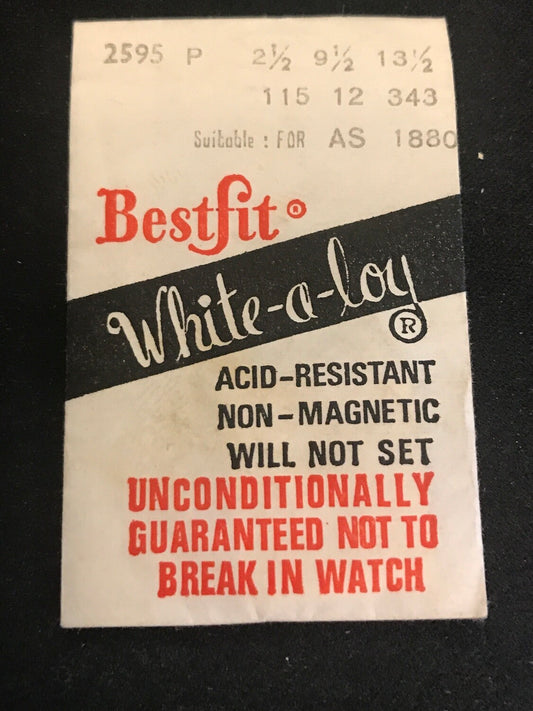 2595 P 2½ 9½ 13½
115 12 343
Suitable : FOR AS 1880
Bestfit ®
White-a-loy ®
ACID-RESISTANT
NON-MAGNETIC
WILL NOT SET
UNCONDITIONALLY
GUARANTEED NOT TO
BREAK IN WATCH